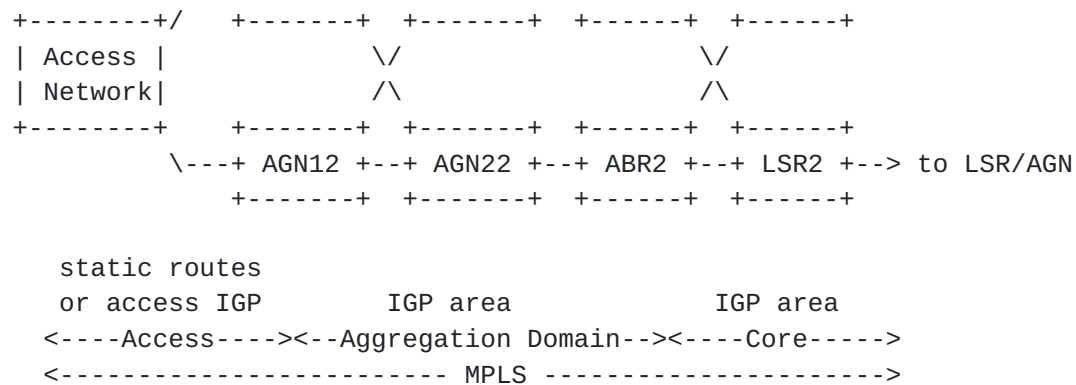 +--------+/   +-------+  +-------+  +------+  +------+
| Access |             \/                   \/
| Network|             /\                   /\
+--------+    +-------+  +-------+  +------+  +------+
          \---+ AGN12 +--+ AGN22 +--+ ABR2 +--+ LSR2 +--> to LSR/AGN
              +-------+  +-------+  +------+  +------+
static routes
or access IGP        IGP area                   IGP area
<----Access----><--Aggregation Domain--><----Core----->
<------------------------- MPLS ---------------------->